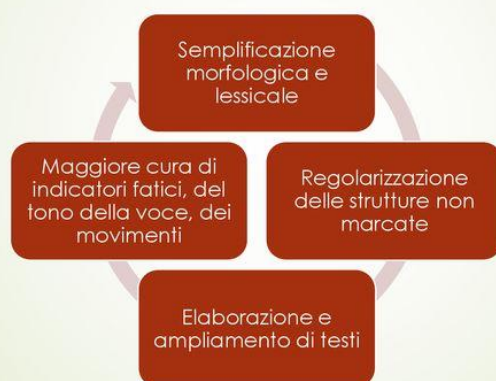 Semplificazione
morfologica e
lessicale
Maggiore cura di
indicatori fatici, del
tono della voce, dei
movimenti
Regolarizzazione
delle strutture non
marcate
Elaborazione e
ampliamento di testi